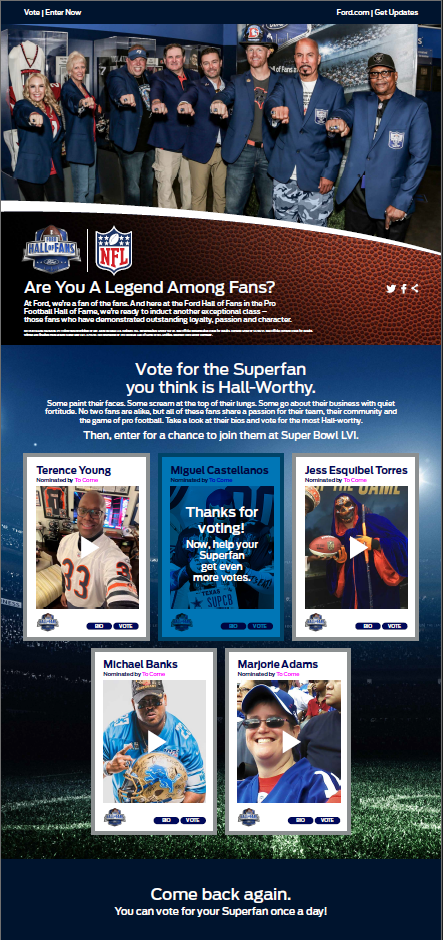 Vote | Enter Now
Ford.com | Get Updates
FORD
HALL of FANS
NFL
Are You A Legend Among Fans?
At Ford, we're a fan of the fans. And here at the Ford Hall of Fans in the Pro
Football Hall of Fame, we're ready to induct another exceptional class –
those fans who have demonstrated outstanding loyalty, passion and character.
Vote for the Superfan
you think is Hall-Worthy.
Some paint their faces. Some scream at the top of their lungs. Some go about their business with quiet
fortitude. No two fans are alike, but all of these fans share a passion for their team, their community and
the game of pro football. Take a look at their bios and vote for the most Hall-worthy.
Then, enter for a chance to join them at Super Bowl LVI.
Terence Young
Nominated by To Come
33
BIO
VOTE
Miguel Castellanos
Nominated by To Come
Thanks for
voting!
Now, help your
Superfan
get even
more votes.
TEXAS
SUPCB
BIO
VOTE
Jess Esquibel Torres
Nominated by To Come
OF THE GAME
BIO
VOTE
Michael Banks
Nominated by To Come
BIO
VOTE
Marjorie Adams
Nominated by To Come
BIO
VOTE
Come back again.
You can vote for your Superfan once a day!